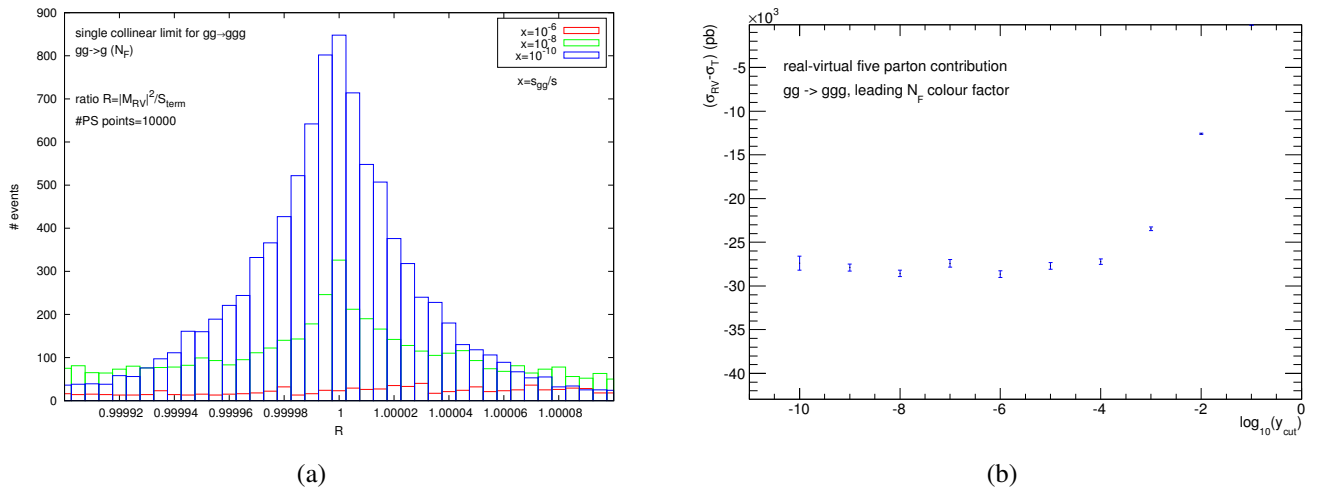 900
800
700
600
500
400
300
200
100
0
# events
single collinear limit for gg→ggg
gg->g (N_F)
ratio R=|M_RV|^2/S_term
#PS points=10000
x=10^-6
x=10^-8
x=10^-10
x=s_gg/s
0.99992 0.99994 0.99996 0.99998 1 1.00002 1.00004 1.00006 1.00008
R
(a)
×10^3
(σ_RV-σ_T) (pb)
-5
-10
-15
-20
-25
-30
-35
-40
real-virtual five parton contribution
gg -> ggg, leading N_F colour factor
-10 -8 -6 -4 -2 0
log_10(y_cut)
(b)